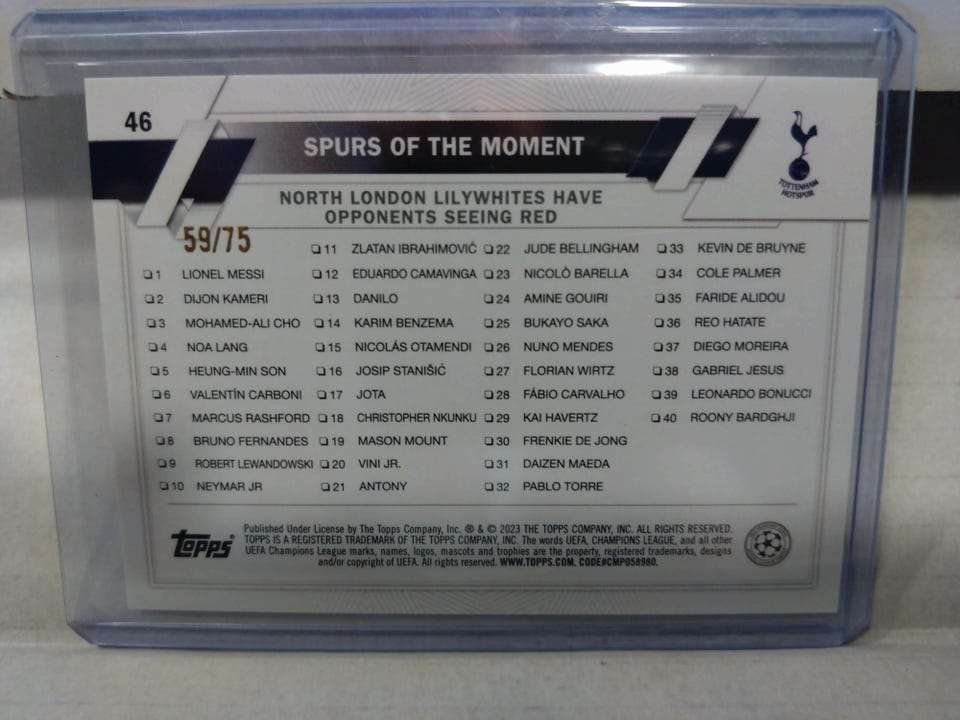 46
SPURS OF THE MOMENT
TOTTENHAM
HOTSPUR
NORTH LONDON LILYWHITES HAVE
OPPONENTS SEEING RED
59/75
1 LIONEL MESSI
2 DIJON KAMERI
3 MOHAMED-ALI CHO
4 NOA LANG
5 HEUNG-MIN SON
6 VALENTÍN CARBONI
7 MARCUS RASHFORD
8 BRUNO FERNANDES
9 ROBERT LEWANDOWSKI
10 NEYMAR JR
11 ZLATAN IBRAHIMOVIĆ
12 EDUARDO CAMAVINGA
13 DANILO
14 KARIM BENZEMA
15 NICOLÁS OTAMENDI
16 JOSIP STANIŠIĆ
17 JOTA
18 CHRISTOPHER NKUNKU
19 MASON MOUNT
20 VINI JR.
21 ANTONY
22 JUDE BELLINGHAM
23 NICOLÒ BARELLA
24 AMINE GOUIRI
25 BUKAYO SAKA
26 NUNO MENDES
27 FLORIAN WIRTZ
28 FÁBIO CARVALHO
29 KAI HAVERTZ
30 FRENKIE DE JONG
31 DAIZEN MAEDA
32 PABLO TORRE
33 KEVIN DE BRUYNE
34 COLE PALMER
35 FARIDE ALIDOU
36 REO HATATE
37 DIEGO MOREIRA
38 GABRIEL JESUS
39 LEONARDO BONUCCI
40 ROONY BARDGHJI
topps®
Published Under License by The Topps Company, Inc. ® & © 2023 THE TOPPS COMPANY, INC. ALL RIGHTS RESERVED.
TOPPS IS A REGISTERED TRADEMARK OF THE TOPPS COMPANY, INC. The words UEFA, CHAMPIONS LEAGUE, and all other
UEFA Champions League marks, names, logos, mascots and trophies are the property, registered trademarks, designs
and/or copyright of UEFA. All rights reserved. WWW.TOPPS.COM. CODE#CMP058980.